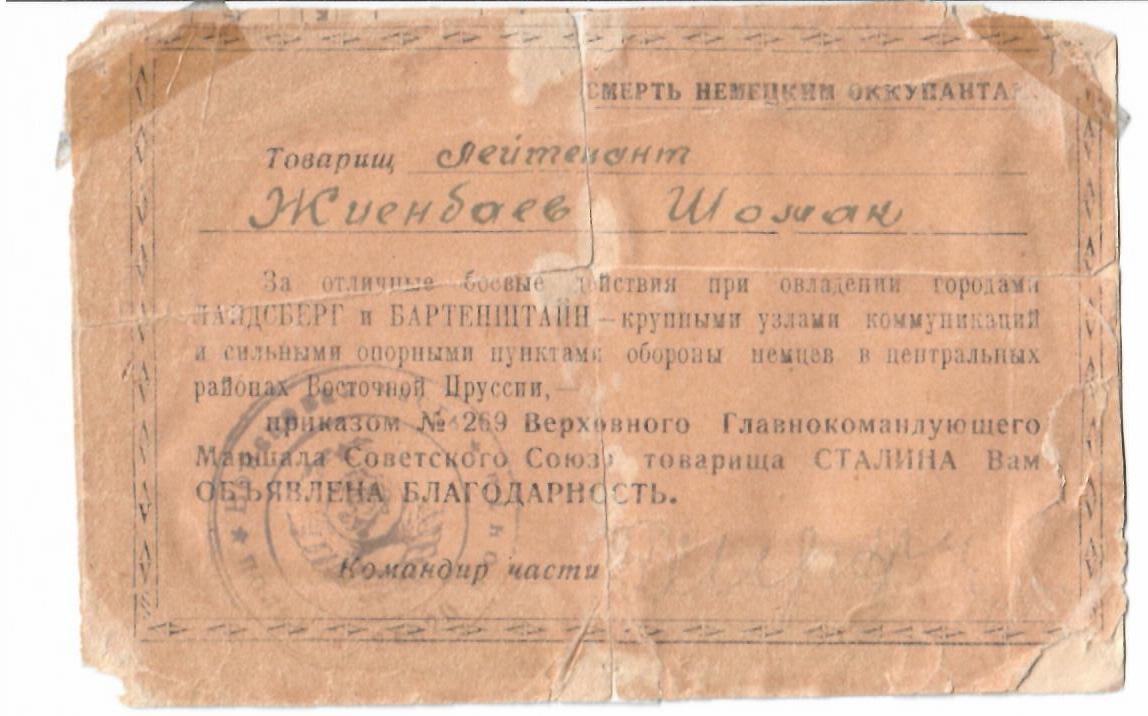 СМЕРТЬ НЕМЕЦКИМ ОККУПАНТАМ.
Товарищ Лейтенант
Жиенбаев Шомак
За отличные боевые действия при овладении городами
ЛАНДСБЕРГ и БАРТЕНШТАЙН—крупными узлами коммуникаций
и сильными опорными пунктами обороны немцев в центральных
районах Восточной Пруссии,—
приказом № 269 Верховного Главнокомандующего
Маршала Советского Союза товарища СТАЛИНА Вам
ОБЪЯВЛЕНА БЛАГОДАРНОСТЬ.
Командир части